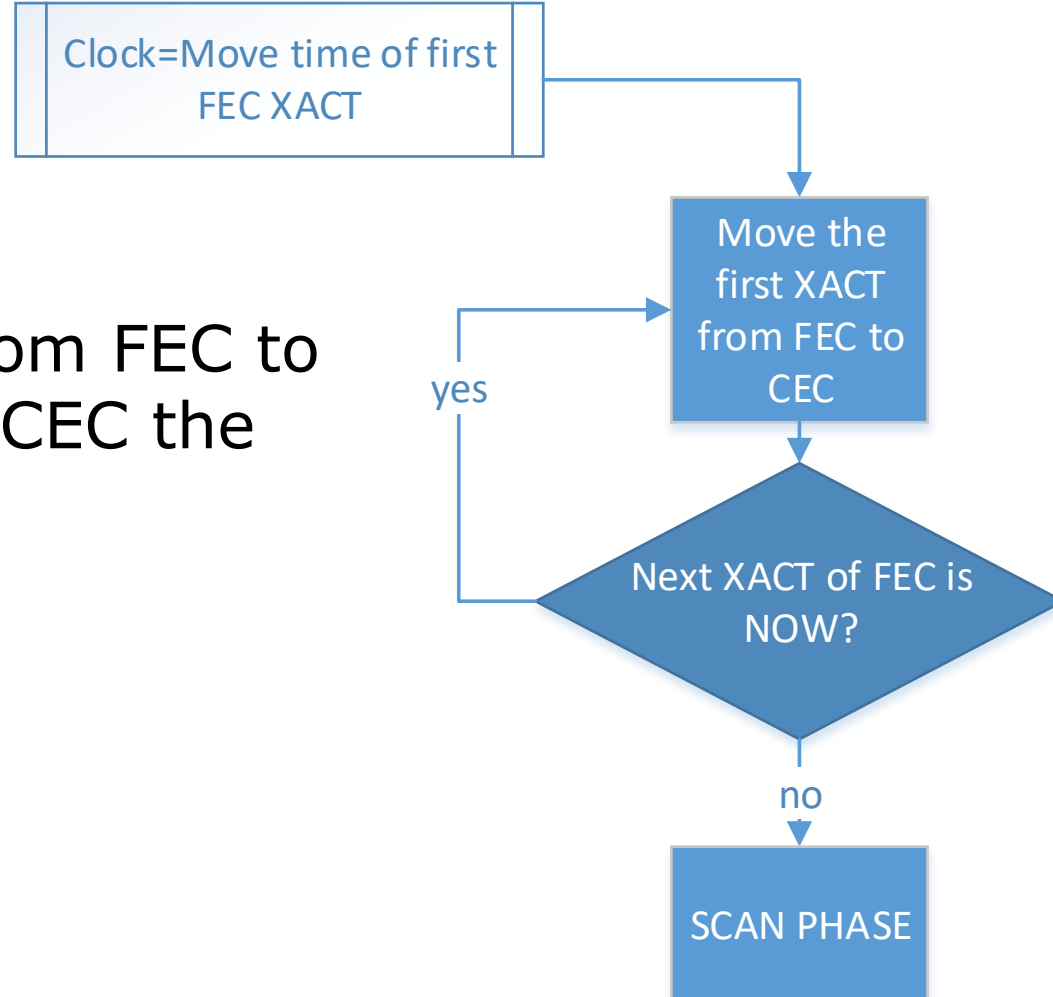 Clock=Move time of first
FEC XACT
Move the
first XACT
from FEC to
CEC
FEC to
CEC the
yes
Next XACT of FEC is
NOW?
no
SCAN PHASE